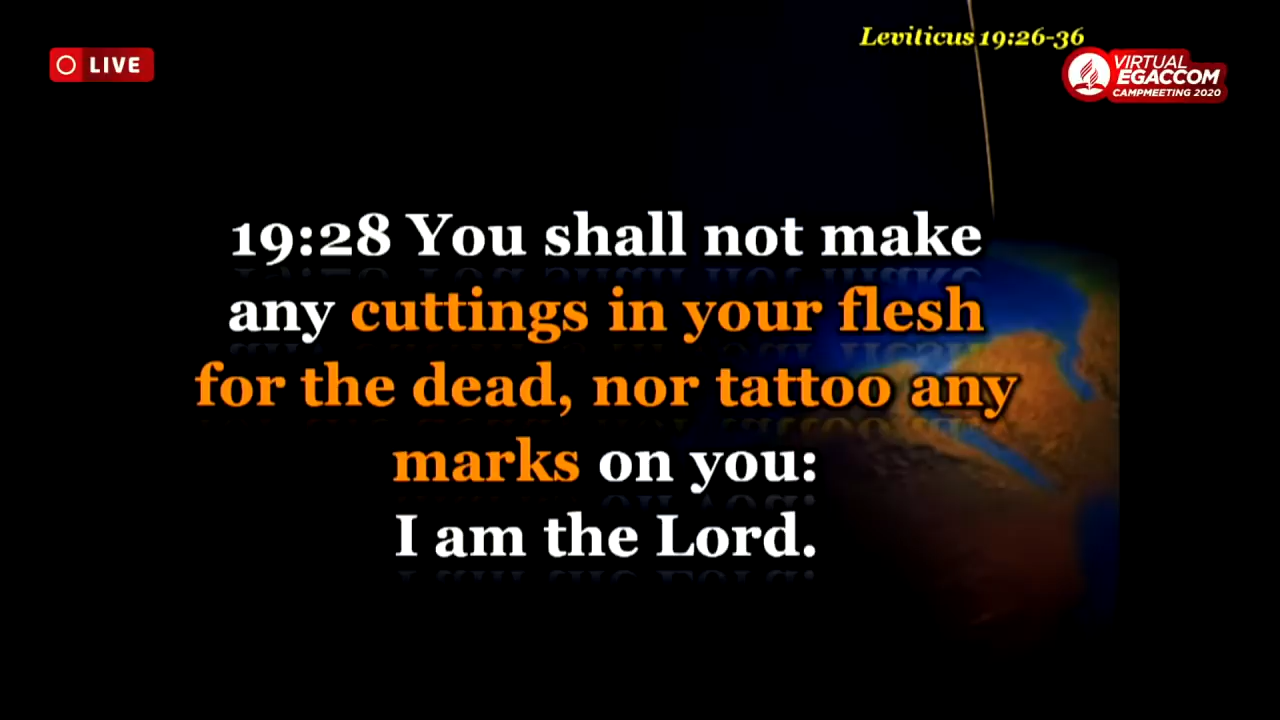 Leviticus 19:26-36
LIVE
VIRTUAL
EGACCOM
CAMPMEETING 2020
19:28 You shall not make
any cuttings in your flesh
for the dead, nor tattoo any
marks on you:
I am the Lord.